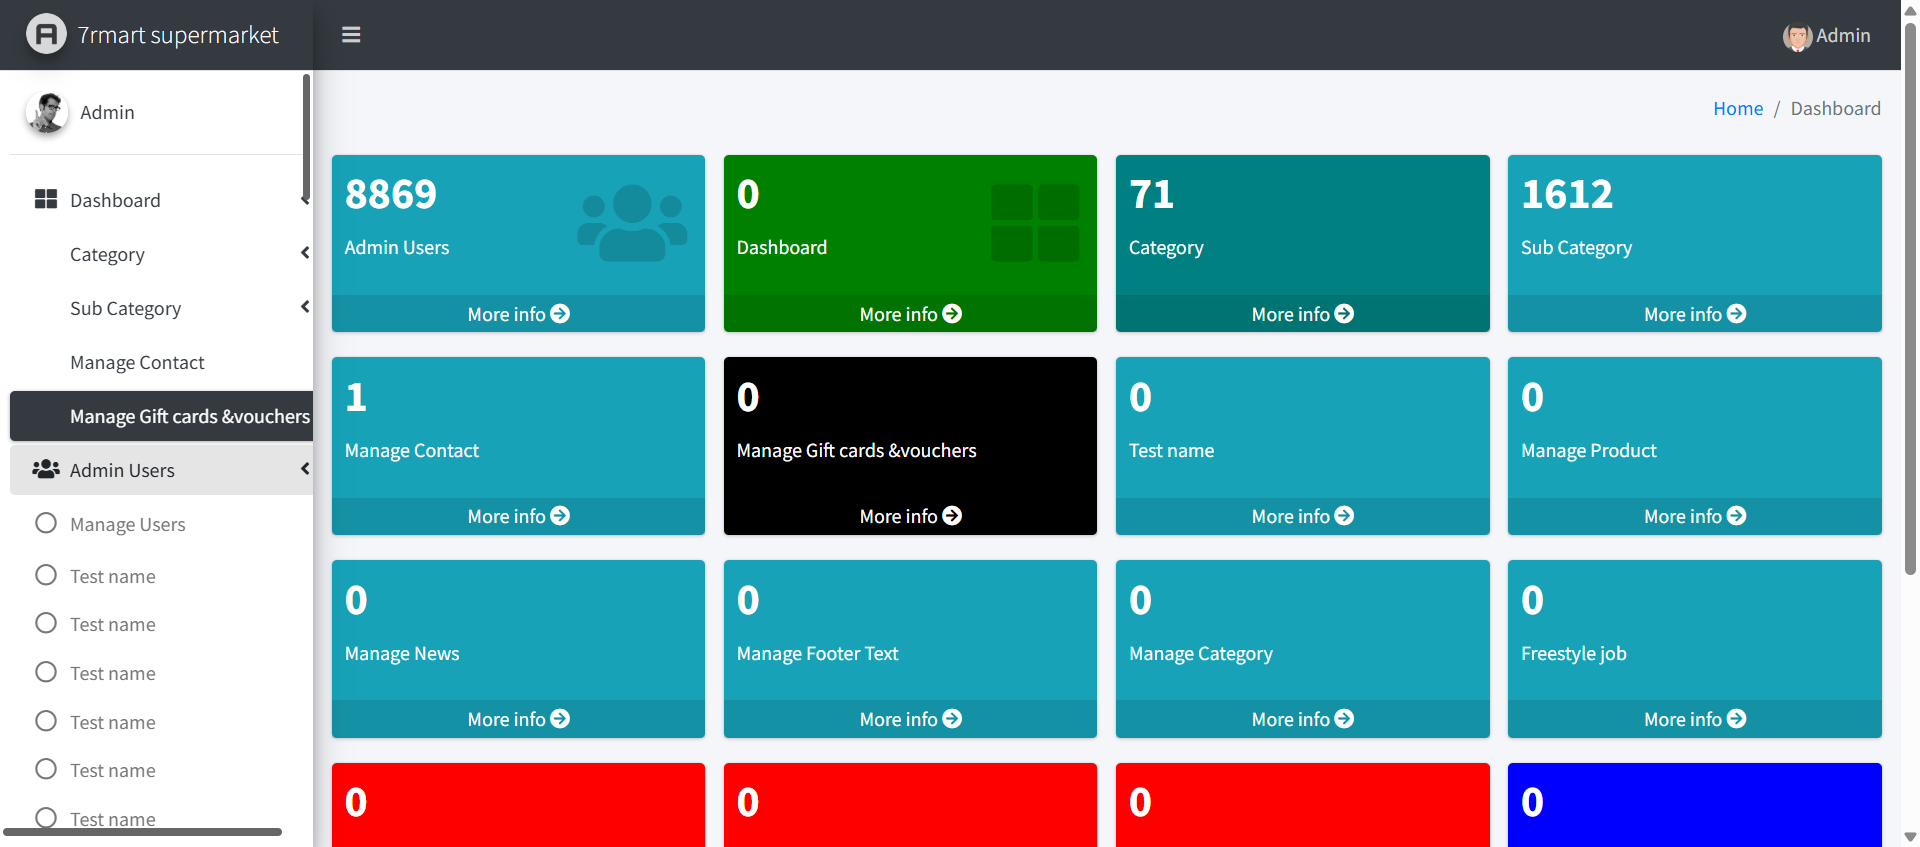 7rmart supermarket
Admin
Admin
Home / Dashboard
Dashboard
Category
Sub Category
Manage Contact
Manage Gift cards &vouchers
Admin Users
Manage Users
Test name
Test name
Test name
Test name
Test name
Test name
8869
Admin Users
More info
0
Dashboard
More info
71
Category
More info
1612
Sub Category
More info
1
Manage Contact
More info
0
Manage Gift cards &vouchers
More info
0
Test name
More info
0
Manage Product
More info
0
Manage News
More info
0
Manage Footer Text
More info
0
Manage Category
More info
0
Freestyle job
More info
0
0
0
0